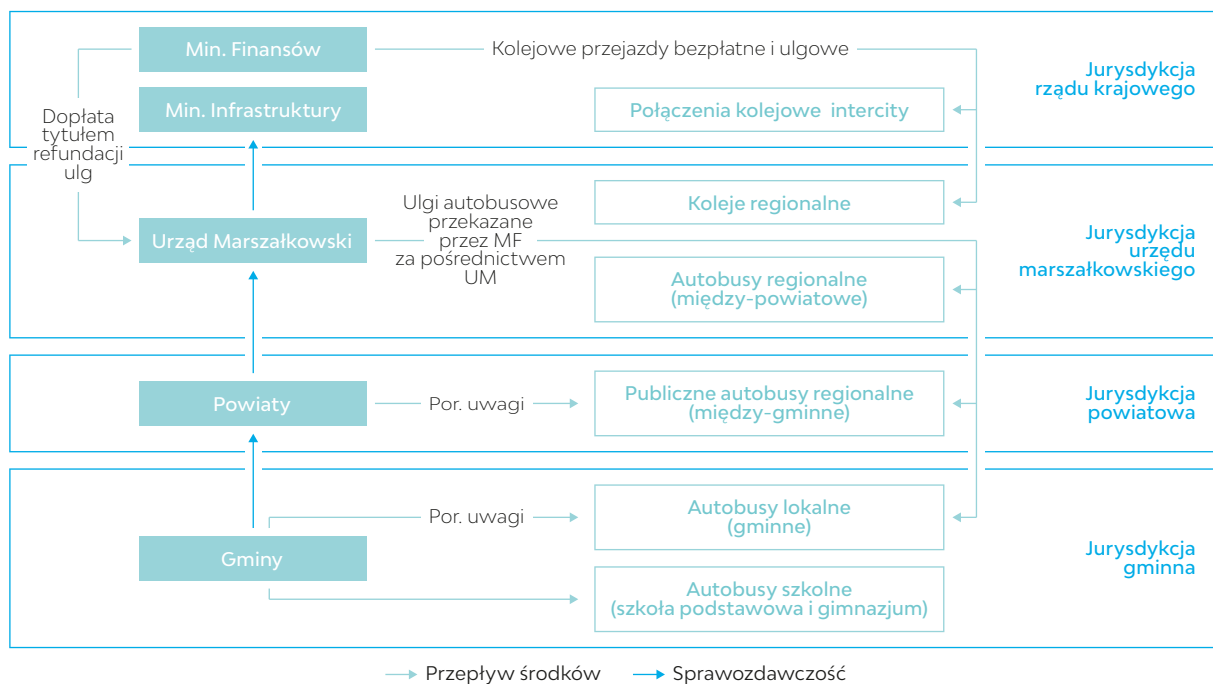 Min. Finansów
Kolejowe przejazdy bezpłatne i ulgowe
Jurysdykcja
rządu krajowego
Min. Infrastruktury
Połączenia kolejowe intercity
Dopłata
tytułem
refundacji
ulg
Koleje regionalne
Ulgi autobusowe
przekazane
przez MF
za pośrednictwem
UM
Urząd Marszałkowski
Jurysdykcja
urzędu
marszałkowskiego
Autobusy regionalne
(między-powiatowe)
Powiaty
Por. uwagi
Publiczne autobusy regionalne
(między-gminne)
Jurysdykcja
powiatowa
Por. uwagi
Autobusy lokalne
(gminne)
Gminy
Jurysdykcja
gminna
Autobusy szkolne
(szkoła podstawowa i gimnazjum)
Przepływ środków
Sprawozdawczość